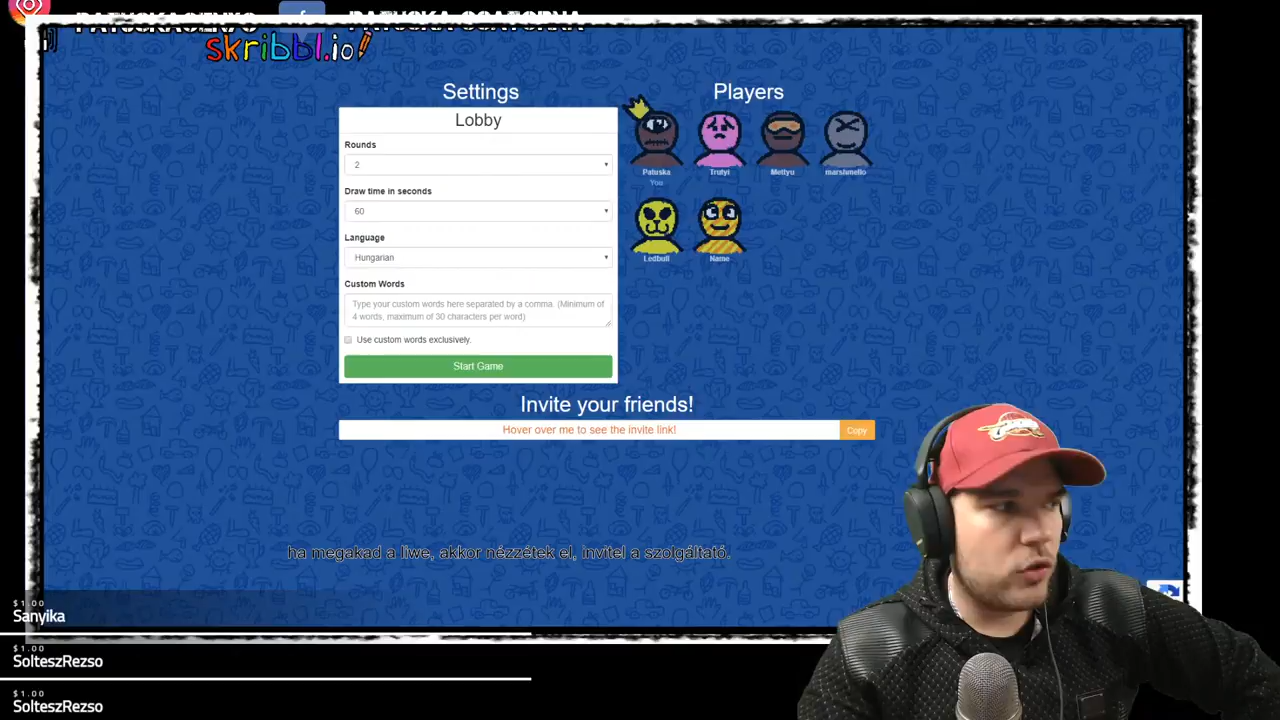 skribbl.io
Settings
Players
Lobby
Rounds
2
Draw time in seconds
60
Language
Hungarian
Custom Words
Type your custom words here separated by a comma. (Minimum of
4 words, maximum of 30 characters per word)
Use custom words exclusively.
Start Game
Patuska
You
Trutyi
Mettyu
marshmello
Ledbull
Name
Invite your friends!
Hover over me to see the invite link!
Copy
ha megakad a liwe, akkor nézzétek el, invitel a szolgáltató.
$1.00
Sanyika
$1.00
SolteszRezso
$1.00
SolteszRezso